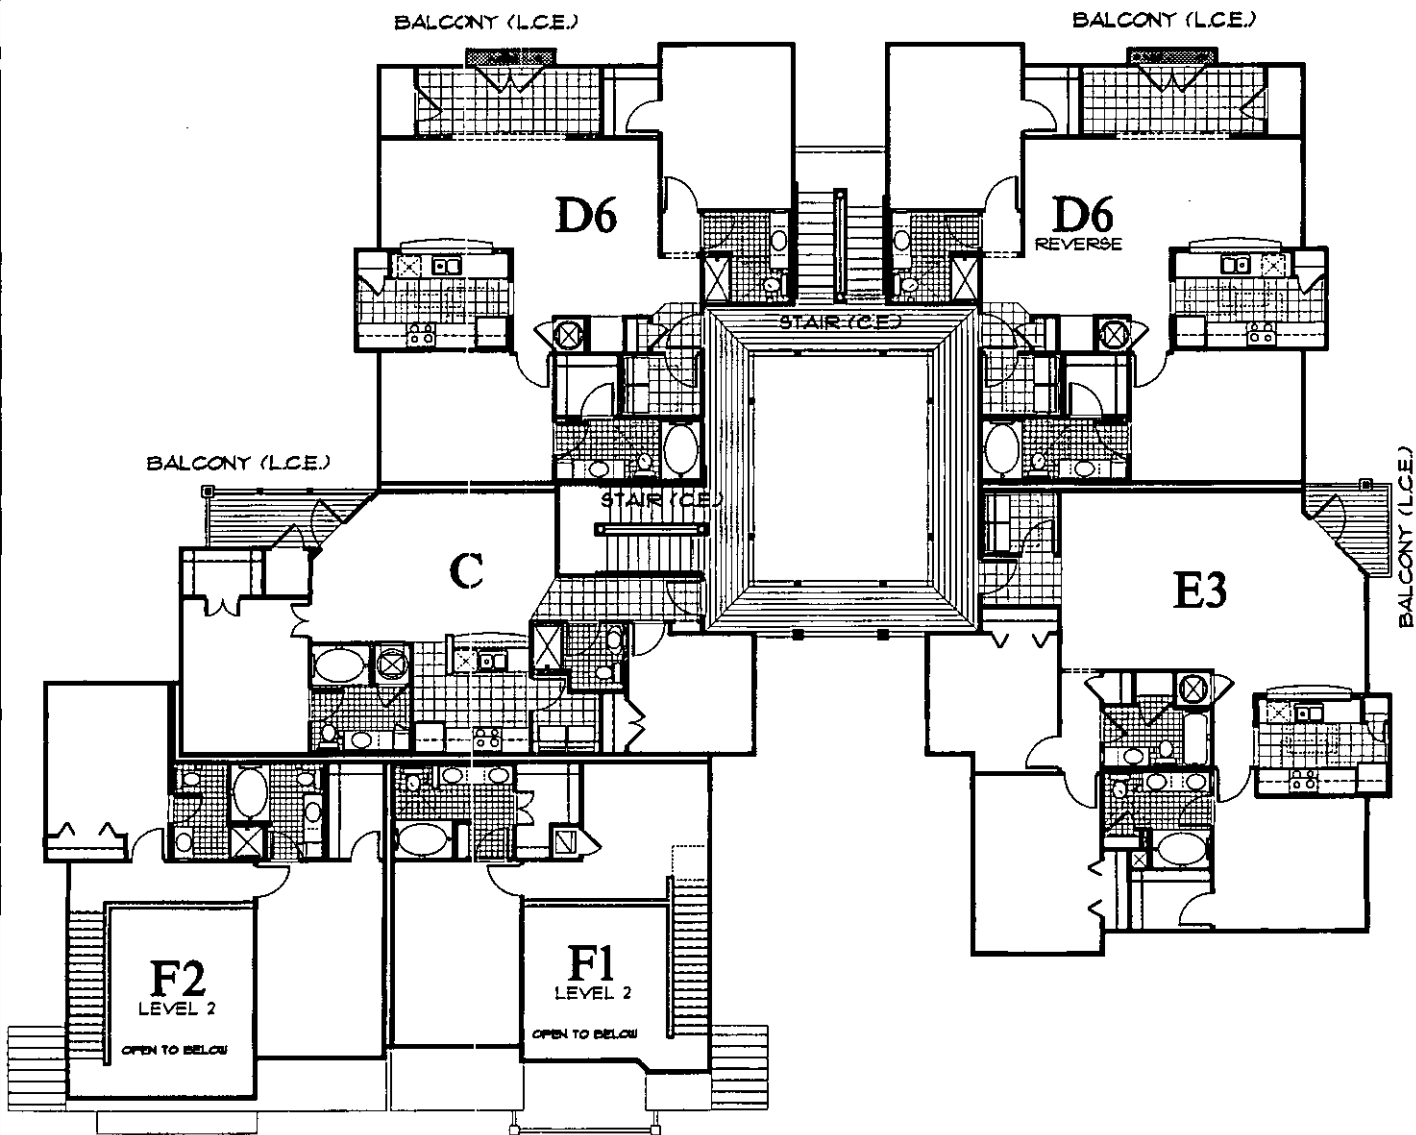 BALCONY (L.C.E.)
BALCONY (L.C.E.)
D6
D6
REVERSE
STAIR (C.E.)
BALCONY (L.C.E.)
STAIR (C.E.)
BALCONY (L.C.E.)
C
E3
F2
LEVEL 2
OPEN TO BELOW
F1
LEVEL 2
OPEN TO BELOW